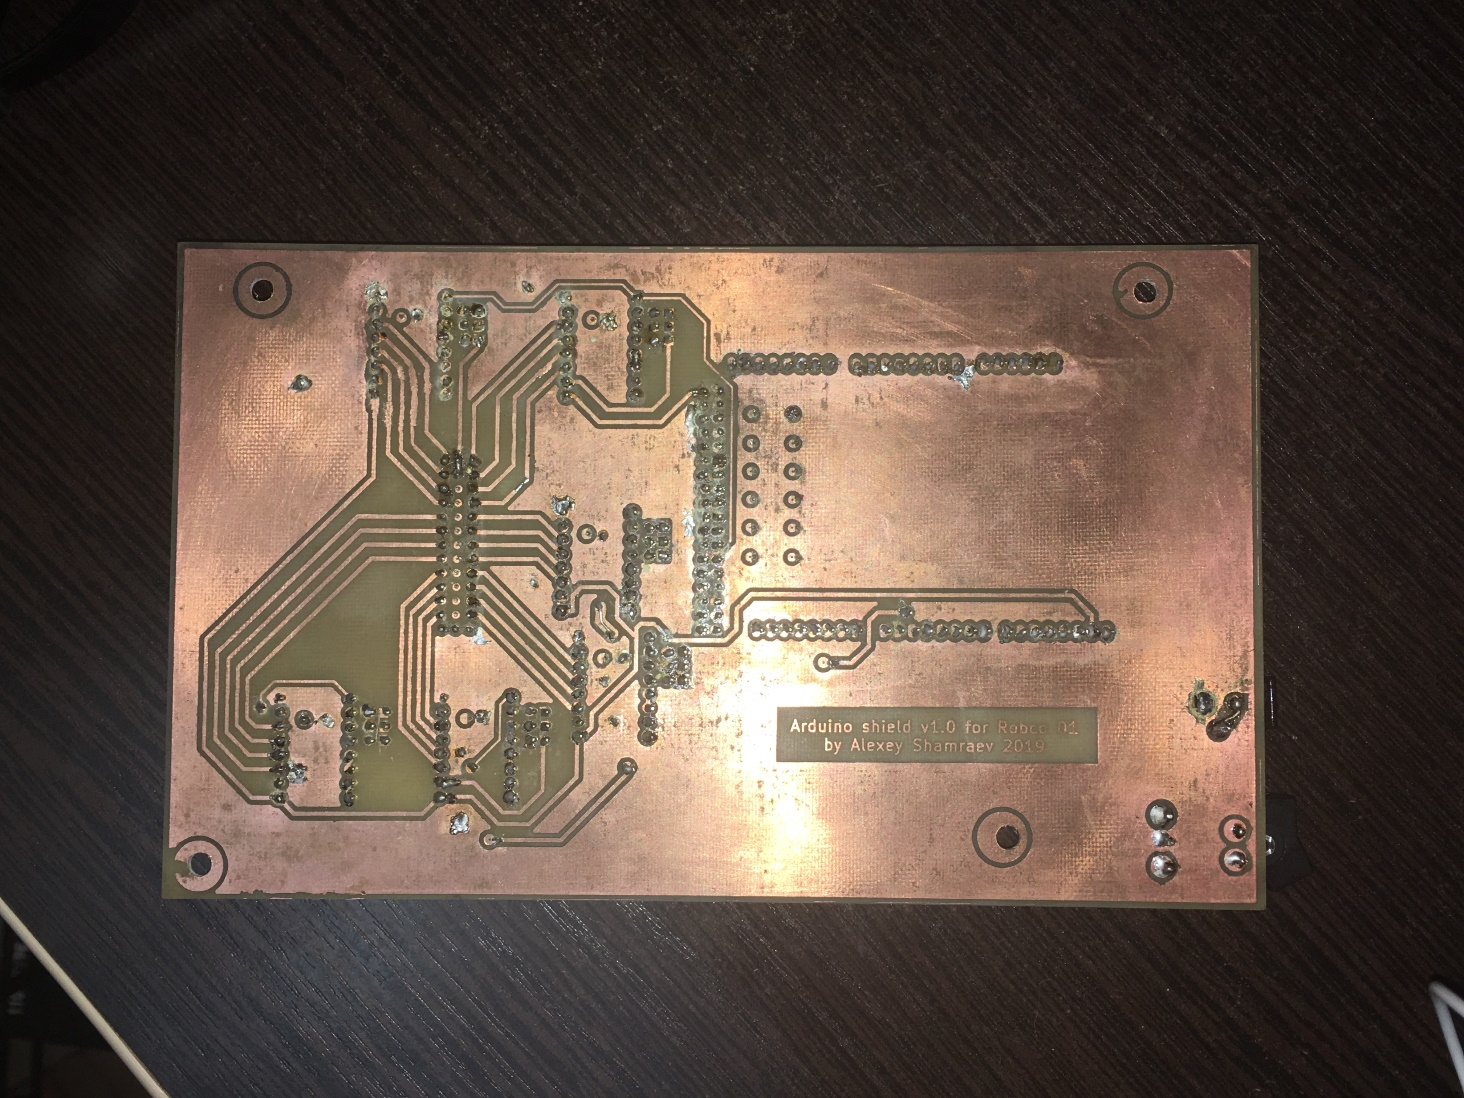 Arduino shield v1.0 for Robco 01
by Alexey Shamraev 2019